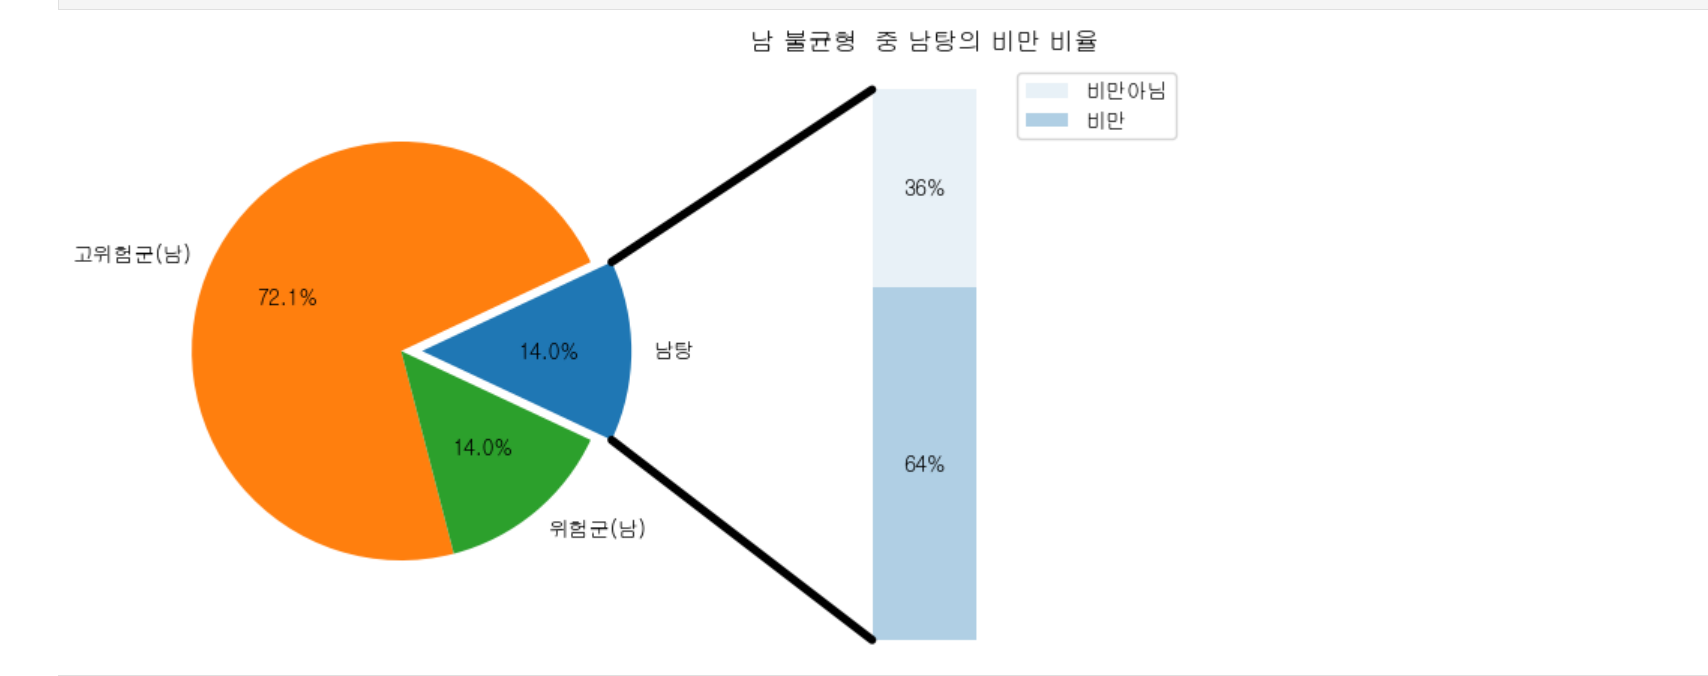 남 불균형 중 남탕의 비만 비율
비만아님
비만
36%
고위험군(남)
72.1%
14.0%
남탕
14.0%
64%
위험군(남)